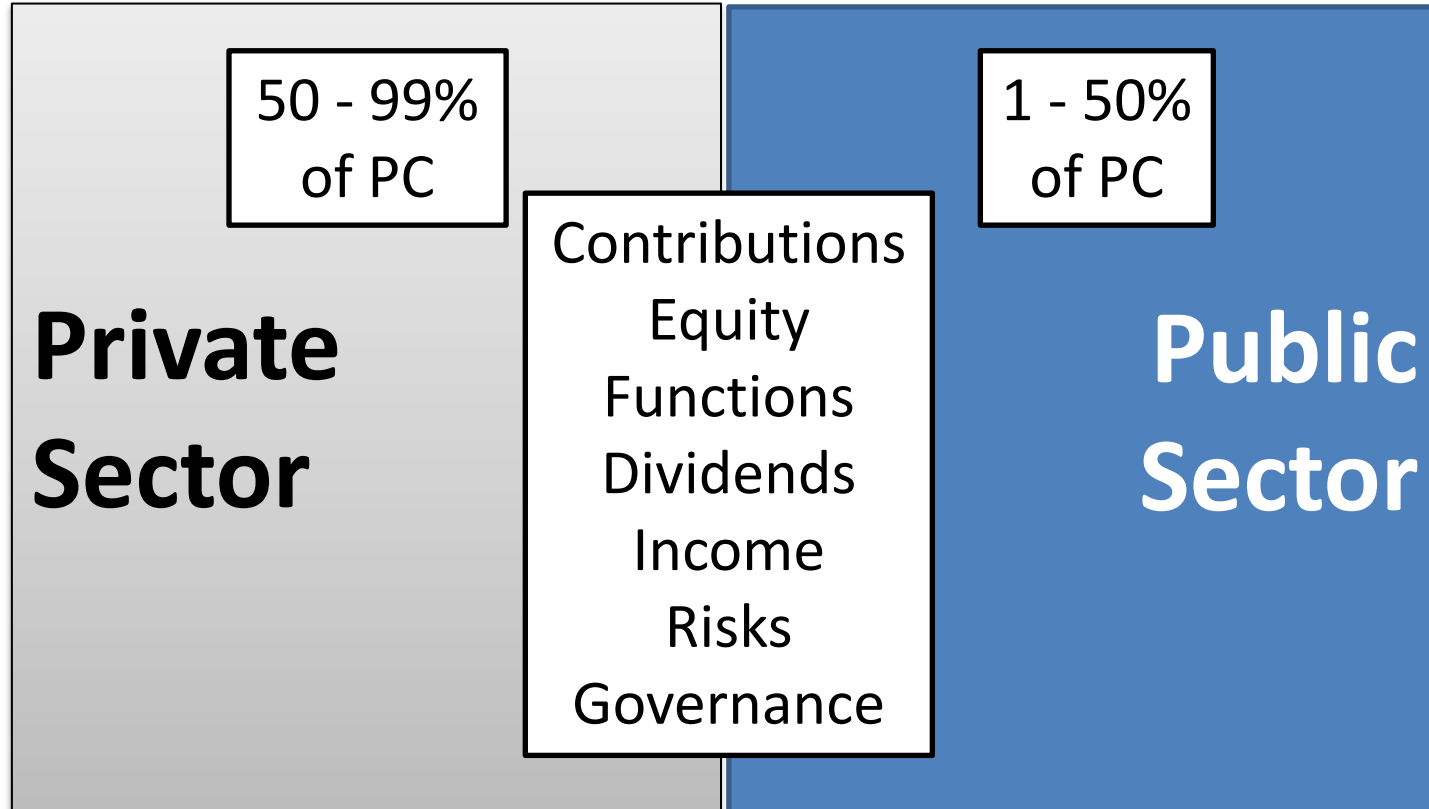 50 - 99%
of PC
1 - 50%
of PC
Private
Sector
Contributions
Equity
Functions
Dividends
Income
Risks
Governance
Public
Sector